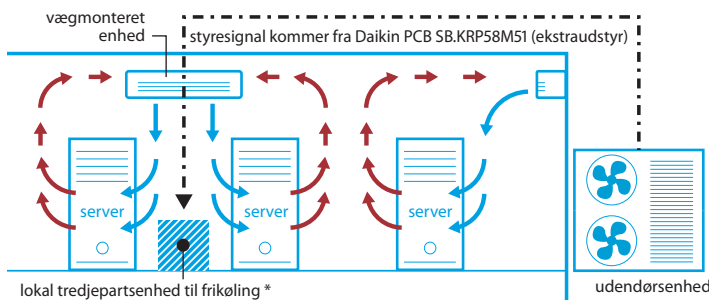 vægmonteret
enhed
styresignal kommer fra Daikin PCB SB.KRP58M51 (ekstraudstyr)
server
server
server
lokal tredjepartsenhed til frikøling *
udendørsenhed